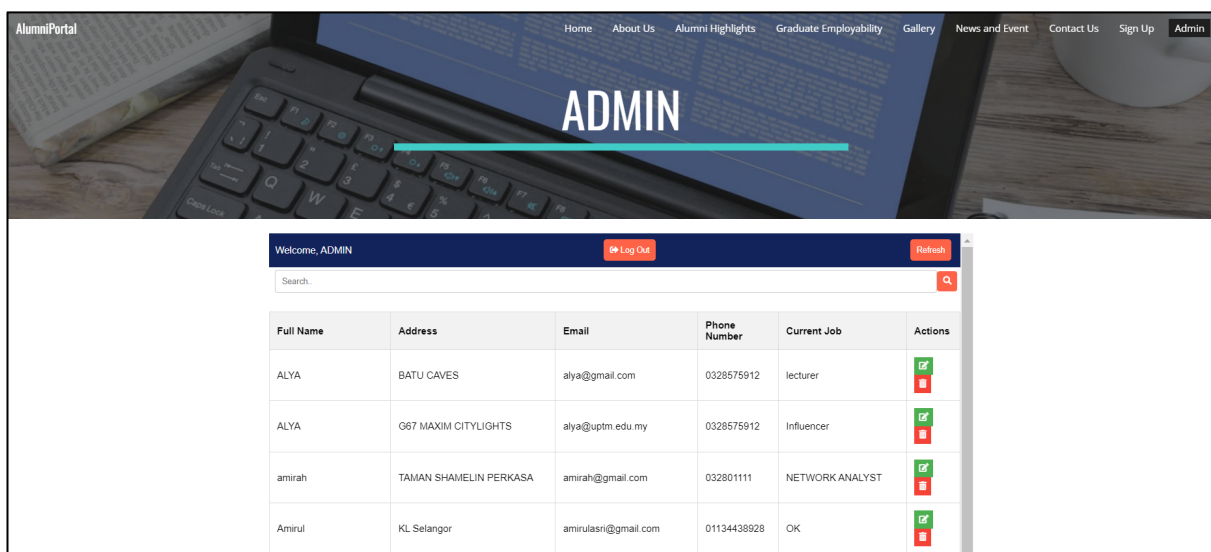 AlumniPortal
Home About Us Alumni Highlights Graduate Employability Gallery News and Event Contact Us Sign Up Admin
ADMIN
Welcome, ADMIN Log Out Refresh
Search..
Full Name Address Email Phone Number Current Job Actions
ALYA BATU CAVES alya@gmail.com 0328575912 lecturer
ALYA G67 MAXIM CITYLIGHTS alya@uptm.edu.my 0328575912 Influencer
amirah TAMAN SHAMELIN PERKASA amirah@gmail.com 032801111 NETWORK ANALYST
Amirul KL Selangor amirulasri@gmail.com 01134438928 OK